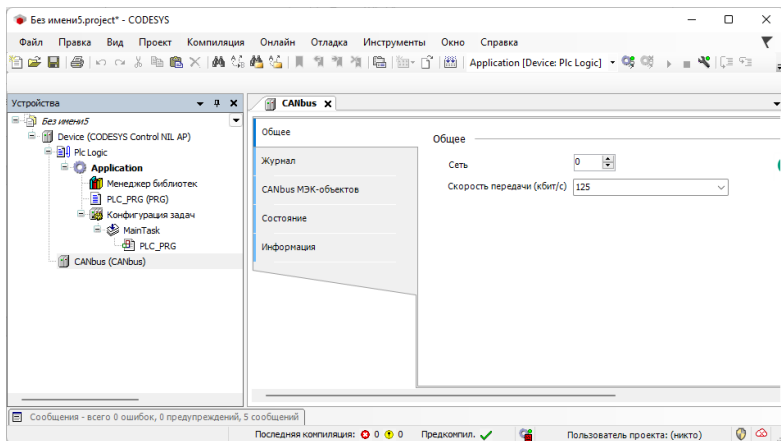 Без имени5.project* - CODESYS
Файл Правка Вид Проект Компиляция Онлайн Отладка Инструменты Окно Справка
Application [Device: Plc Logic]
Устройства
Без имени5
Device (CODESYS Control NIL AP)
Plc Logic
Application
Менеджер библиотек
PLC_PRG (PRG)
Конфигурация задач
MainTask
PLC_PRG
CANbus (CANbus)
CANbus
Общее
Журнал
CANbus МЭК-объектов
Состояние
Информация
Общее
Сеть 0
Скорость передачи (кбит/с) 125
Сообщения - всего 0 ошибок, 0 предупреждений, 5 сообщений
Последняя компиляция: 0 0 Предкомпил. Пользователь проекта: (никто)